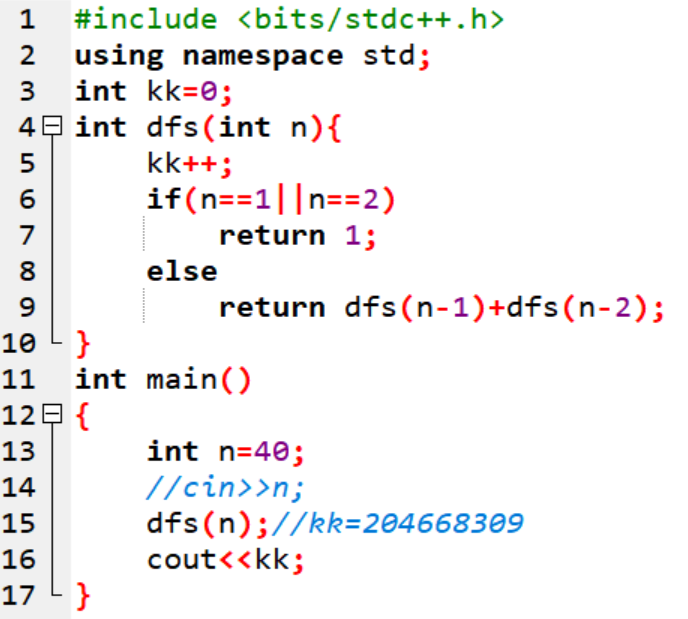 1 #include <bits/stdc++.h>
2 using namespace std;
3 int kk=0;
4 int dfs(int n){
5 kk++;
6 if(n==1||n==2)
7 return 1;
8 else
9 return dfs(n-1)+dfs(n-2);
10 }
11 int main()
12 {
13 int n=40;
14 //cin>>n;
15 dfs(n);//kk=204668309
16 cout<<kk;
17 }